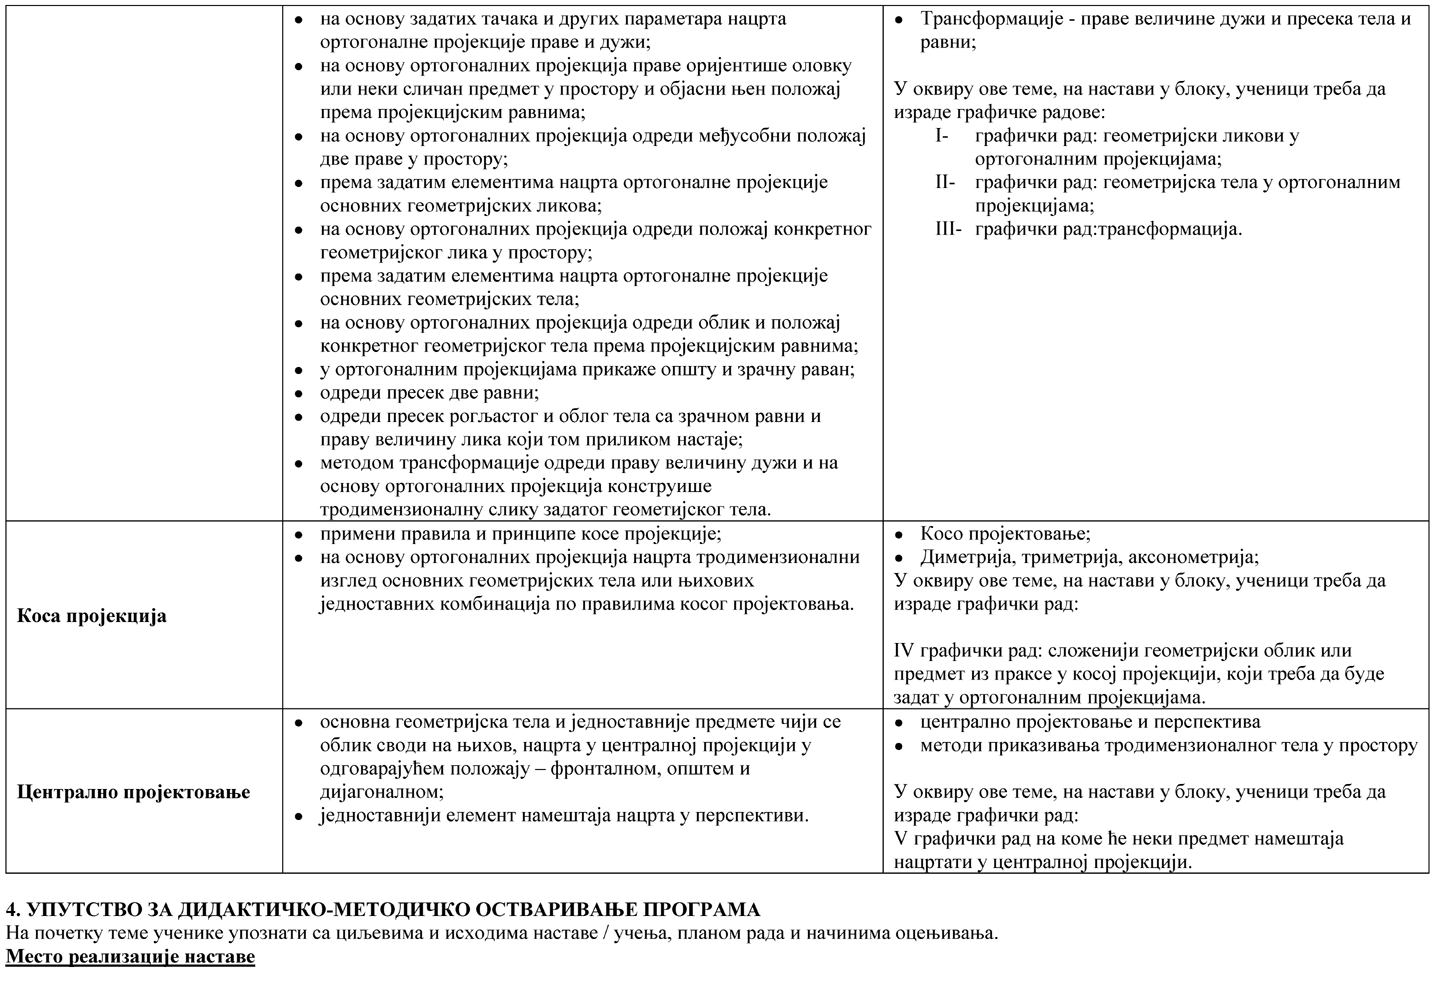 • на основу задатих тачака и других параметара нацрта
ортогоналне пројекције праве и дужи;
• на основу ортогоналних пројекција праве оријентише оловку
или неки сличан предмет у простору и објасни њен положај
према пројекцијским равнима;
• на основу ортогоналних пројекција одреди међусобни положај
две праве у простору;
• према задатим елементима нацрта ортогоналне пројекције
основних геометријских ликова;
• на основу ортогоналних пројекција одреди положај конкретног
геометријског лика у простору;
• према задатим елементима нацрта ортогоналне пројекције
основних геометријских тела;
• на основу ортогоналних пројекција одреди облик и положај
конкретног геометријског тела према пројекцијским равнима;
• у ортогоналним пројекцијама прикаже општу и зрачну раван;
• одреди пресек две равни;
• одреди пресек рогљастог и облог тела са зрачном равни и
праву величину лика који том приликом настаје;
• методом трансформације одреди праву величину дужи и на
основу ортогоналних пројекција конструише
тродимензионалну слику задатог геометијског тела.
• Трансформације - праве величине дужи и пресека тела и
равни;
У оквиру ове теме, на настави у блоку, ученици треба да
израде графичке радове:
I- графички рад: геометријски ликови у
ортогоналним пројекцијама;
II- графички рад: геометријска тела у ортогоналним
пројекцијама;
III- графички рад:трансформација.
Коса пројекција
• примени правила и принципе косе пројекције;
• на основу ортогоналних пројекција нацрта тродимензионални
изглед основних геометријских тела или њихових
једноставних комбинација по правилима косог пројектовања.
• Косо пројектовање;
• Диметрија, триметрија, аксонометрија;
У оквиру ове теме, на настави у блоку, ученици треба да
израде графички рад:
IV графички рад: сложенији геометријски облик или
предмет из праксе у косој пројекцији, који треба да буде
задат у ортогоналним пројекцијама.
Централно пројектовање
• основна геометријска тела и једноставније предмете чији се
облик своди на њихов, нацрта у централној пројекцији у
одговарајућем положају – фронталном, општем и
дијагоналном;
• једноставнији елемент намештаја нацрта у перспективи.
• централно пројектовање и перспектива
• методи приказивања тродимензионалног тела у простору
У оквиру ове теме, на настави у блоку, ученици треба да
израде графички рад:
V графички рад на коме ће неки предмет намештаја
нацртати у централној пројекцији.
4. УПУТСТВО ЗА ДИДАКТИЧКО-МЕТОДИЧКО ОСТВАРИВАЊЕ ПРОГРАМА
На почетку теме ученике упознати са циљевима и исходима наставе / учења, планом рада и начинима оцењивања.
Место реализације наставе